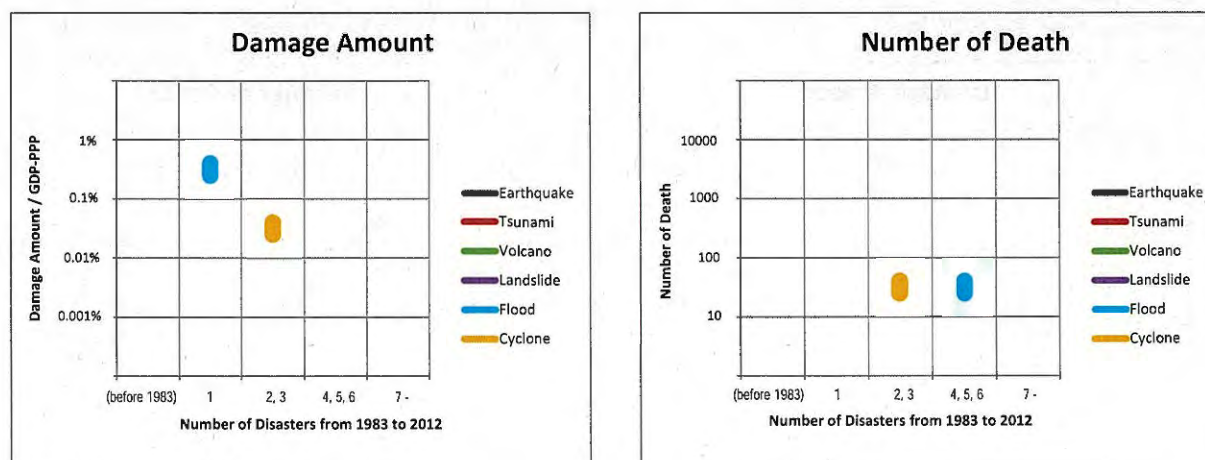 Damage Amount
Damage Amount / GDP-PPP
1%
0.1%
0.01%
0.001%
(before 1983) 1 2, 3 4, 5, 6 7 -
Number of Disasters from 1983 to 2012
Earthquake
Tsunami
Volcano
Landslide
Flood
Cyclone
Number of Death
Number of Death
10000
1000
100
10
(before 1983) 1 2, 3 4, 5, 6 7 -
Number of Disasters from 1983 to 2012
Earthquake
Tsunami
Volcano
Landslide
Flood
Cyclone